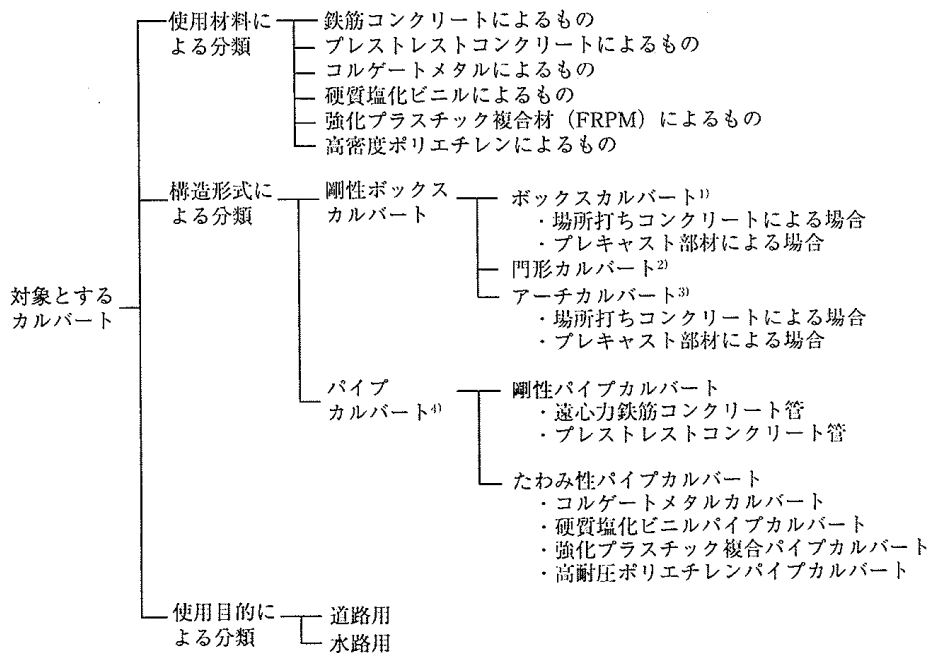 使用材料に
よる分類
鉄筋コンクリートによるもの
プレストレストコンクリートによるもの
コルゲートメタルによるもの
硬質塩化ビニルによるもの
強化プラスチック複合材（FRPM）によるもの
高密度ポリエチレンによるもの
対象とする
カルバート
構造形式に
よる分類
剛性ボックス
カルバート
ボックスカルバート1)
・場所打ちコンクリートによる場合
・プレキャスト部材による場合
門形カルバート2)
アーチカルバート3)
・場所打ちコンクリートによる場合
・プレキャスト部材による場合
パイプ
カルバート4)
剛性パイプカルバート
・遠心力鉄筋コンクリート管
・プレストレストコンクリート管
たわみ性パイプカルバート
・コルゲートメタルカルバート
・硬質塩化ビニルパイプカルバート
・強化プラスチック複合パイプカルバート
・高耐圧ポリエチレンパイプカルバート
使用目的に
よる分類
道路用
水路用